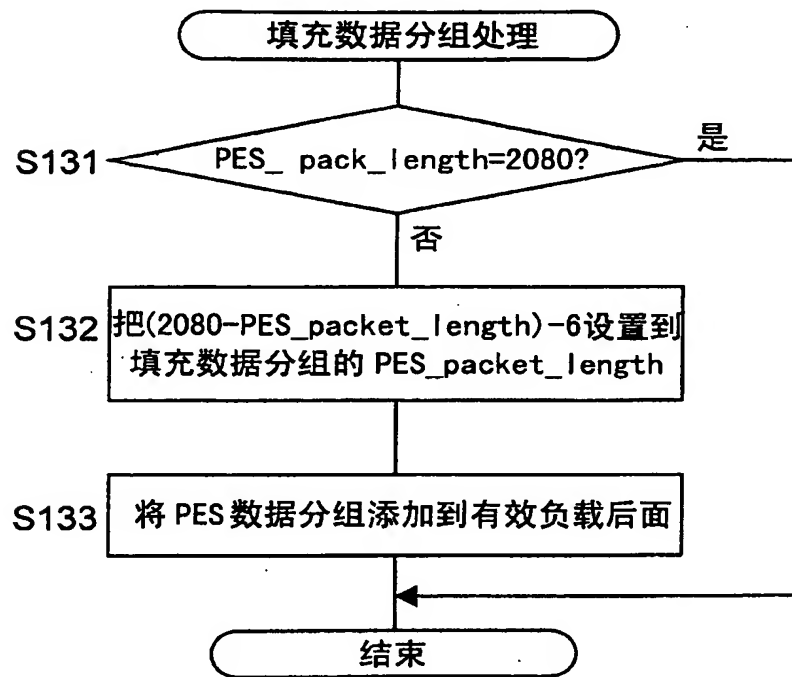 填充数据分组处理
S131
PES_ pack_length=2080?
是
否
S132
把(2080-PES_packet_length)-6设置到
填充数据分组的 PES_packet_length
S133
将 PES数据分组添加到有效负载后面
结束